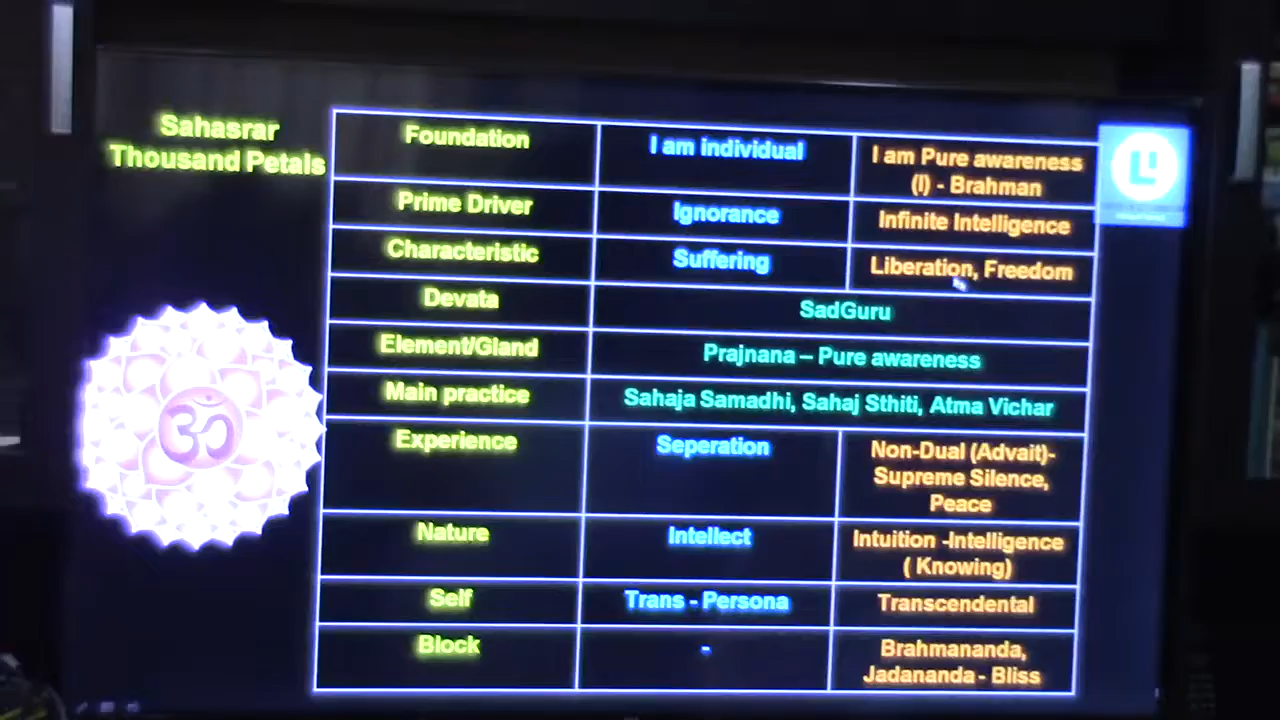 Sahasrar
Thousand Petals
Foundation
I am individual
I am Pure awareness
(I) - Brahman
Prime Driver
Ignorance
Infinite Intelligence
Characteristic
Suffering
Liberation, Freedom
Devata
SadGuru
Element/Gland
Prajnana – Pure awareness
Main practice
Sahaja Samadhi, Sahaj Sthiti, Atma Vichar
Experience
Seperation
Non-Dual (Advait)-
Supreme Silence,
Peace
Nature
Intellect
Intuition -Intelligence
( Knowing)
Self
Trans - Persona
Transcendental
Block
-
Brahmananda,
Jadananda - Bliss
ॐ